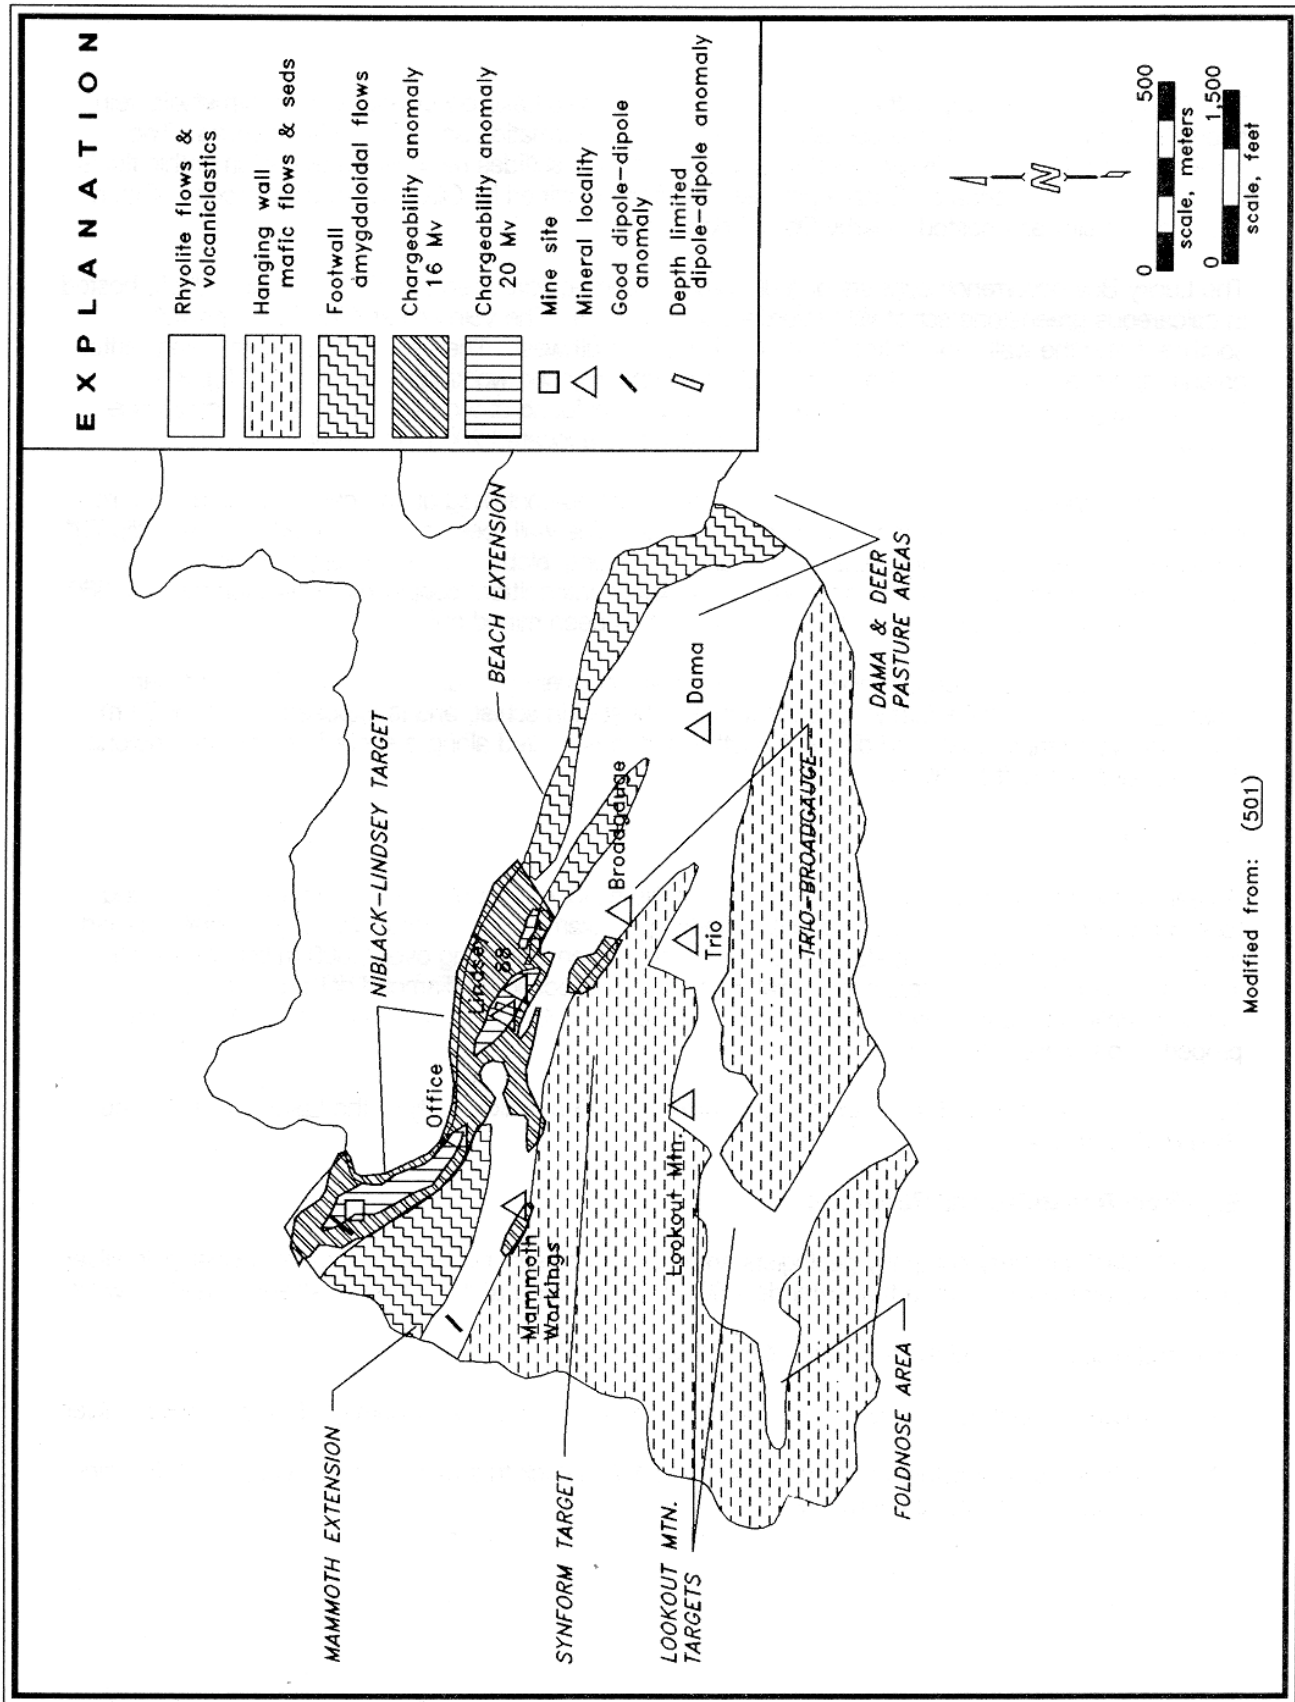 EXPLANATION
Rhyolite flows &
volcaniclastics
Hanging wall
mafic flows & seds
Footwall
amygdaloidal flows
Chargeability anomaly
16 Mv
Chargeability anomaly
20 Mv
Mine site
Mineral locality
Good dipole-dipole
anomaly
Depth limited
dipole-dipole anomaly
MAMMOTH EXTENSION
NIBLACK-LINDSEY TARGET
BEACH EXTENSION
Office
Lindsey
88
Mammoth
Workings
Broadgauge
Dama
Trio
Lookout Mtn.
SYNFORM TARGET
LOOKOUT MTN.
TARGETS
TRIO-BROADGAUGE
FOLDNOSE AREA
DAMA & DEER
PASTURE AREAS
N
0 500
scale, meters
0 1,500
scale, feet
Modified from: (501)